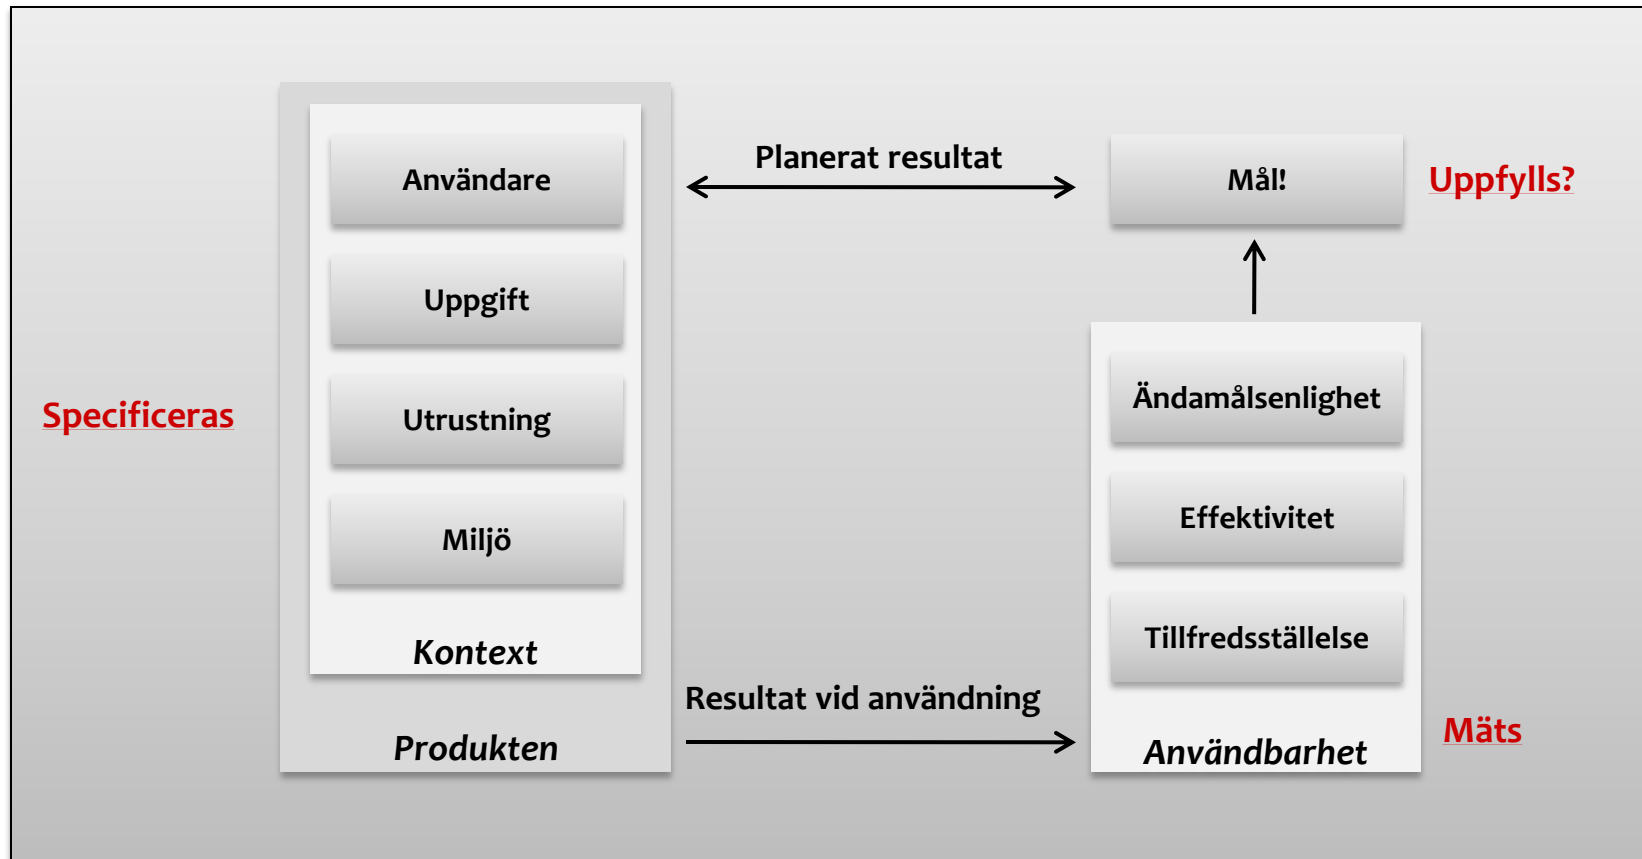 Specificeras
Användare
Uppgift
Utrustning
Miljö
Kontext
Produkten
Planerat resultat
Resultat vid användning
Mål!
Uppfylls?
Ändamålsenlighet
Effektivitet
Tillfredsställelse
Användbarhet
Mäts